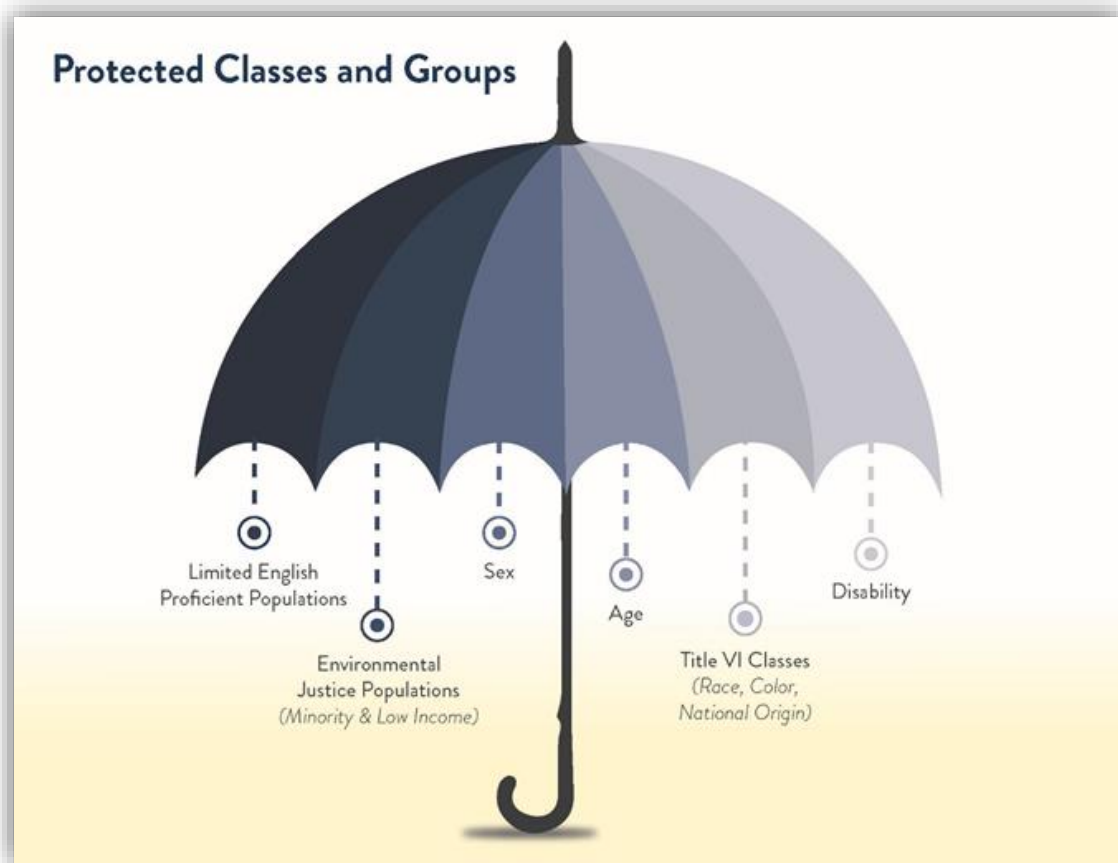 Protected Classes and Groups
Limited English
Proficient Populations
Environmental
Justice Populations
(Minority & Low Income)
Sex
Age
Title VI Classes
(Race, Color,
National Origin)
Disability